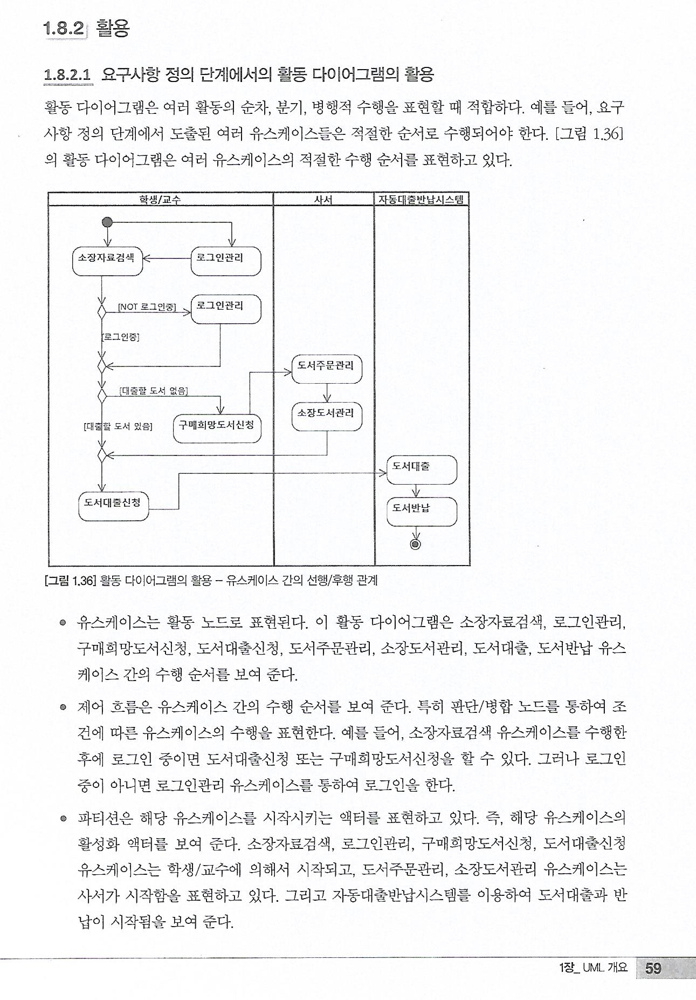 1.8.2 활용
1.8.2.1 요구사항 정의 단계에서의 활동 다이어그램의 활용
활동 다이어그램은 여러 활동의 순차, 분기, 병행적 수행을 표현할 때 적합하다. 예를 들어, 요구
사항 정의 단계에서 도출된 여러 유스케이스들은 적절한 순서로 수행되어야 한다. [그림 1.36]
의 활동 다이어그램은 여러 유스케이스의 적절한 수행 순서를 표현하고 있다.
학생/교수
사서
자동대출반납시스템
소장자료검색
로그인관리
[NOT 로그인중]
로그인관리
[로그인중]
도서주문관리
[대출할 도서 없음]
소장도서관리
[대출할 도서 있음]
구매희망도서신청
도서대출
도서대출신청
도서반납
[그림 1.36] 활동 다이어그램의 활용 – 유스케이스 간의 선행/후행 관계
● 유스케이스는 활동 노드로 표현된다. 이 활동 다이어그램은 소장자료검색, 로그인관리,
구매희망도서신청, 도서대출신청, 도서주문관리, 소장도서관리, 도서대출, 도서반납 유스
케이스 간의 수행 순서를 보여 준다.
● 제어 흐름은 유스케이스 간의 수행 순서를 보여 준다. 특히 판단/병합 노드를 통하여 조
건에 따른 유스케이스의 수행을 표현한다. 예를 들어, 소장자료검색 유스케이스를 수행한
후에 로그인 중이면 도서대출신청 또는 구매희망도서신청을 할 수 있다. 그러나 로그인
중이 아니면 로그인관리 유스케이스를 통하여 로그인을 한다.
● 파티션은 해당 유스케이스를 시작시키는 액터를 표현하고 있다. 즉, 해당 유스케이스의
활성화 액터를 보여 준다. 소장자료검색, 로그인관리, 구매희망도서신청, 도서대출신청
유스케이스는 학생/교수에 의해서 시작되고, 도서주문관리, 소장도서관리 유스케이스는
사서가 시작함을 표현하고 있다. 그리고 자동대출반납시스템를 이용하여 도서대출과 반
납이 시작됨을 보여 준다.
1장_ UML 개요 59